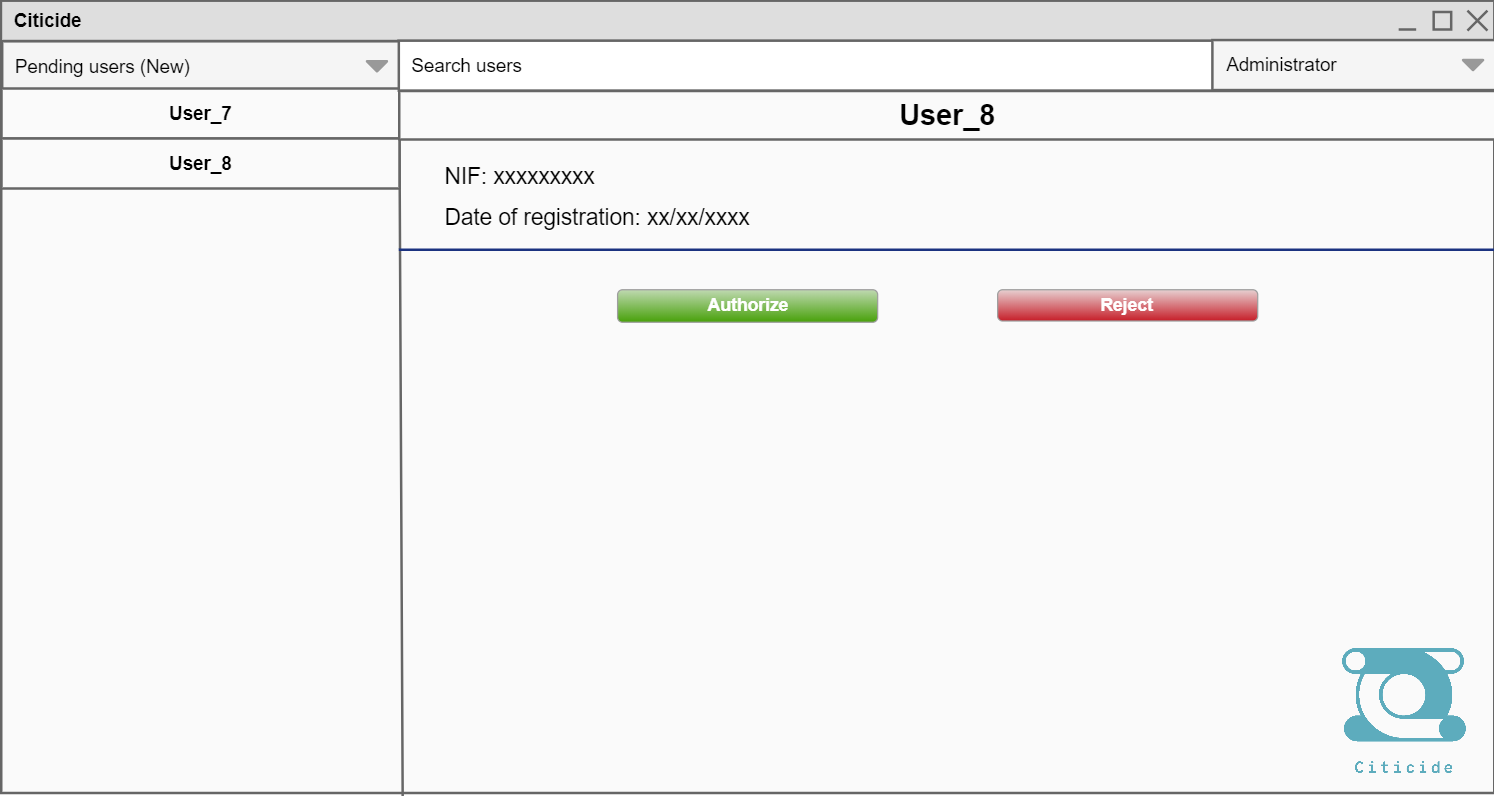 Citicide
Pending users (New)
Search users
Administrator
User_7
User_8
User_8
NIF: xxxxxxxxx
Date of registration: xx/xx/xxxx
Authorize
Reject
Citicide